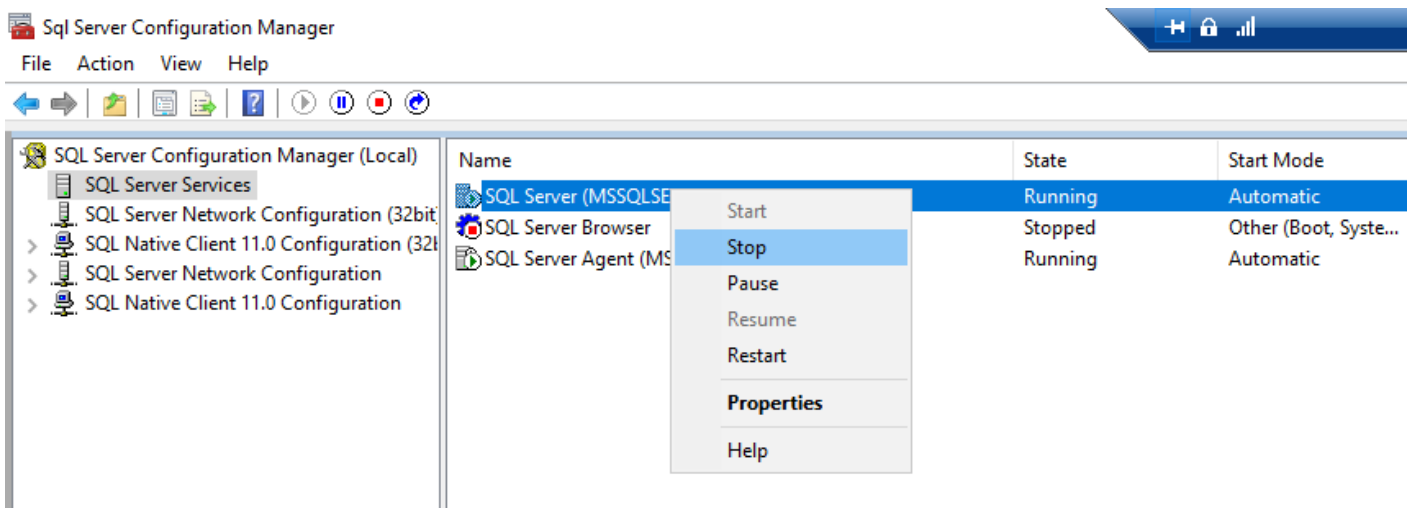 Sql Server Configuration Manager
File Action View Help
SQL Server Configuration Manager (Local)
SQL Server Services
SQL Server Network Configuration (32bit
SQL Native Client 11.0 Configuration (32b
SQL Server Network Configuration
SQL Native Client 11.0 Configuration
Name State Start Mode
SQL Server (MSSQLSE Running Automatic
SQL Server Browser Stopped Other (Boot, Syste...
SQL Server Agent (MS Running Automatic
Start
Stop
Pause
Resume
Restart
Properties
Help